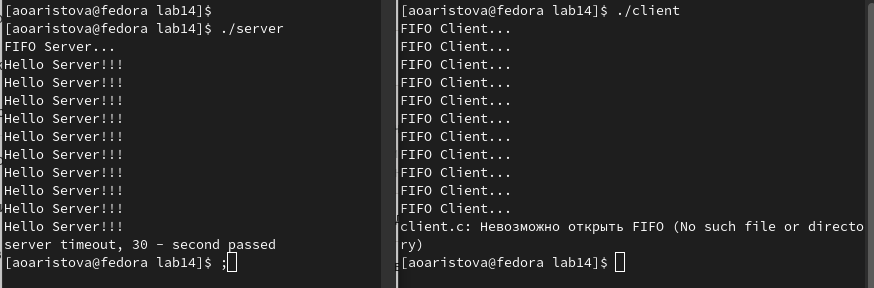 [aoaristova@fedora lab14]$
[aoaristova@fedora lab14]$ ./server
FIFO Server...
Hello Server!!!
Hello Server!!!
Hello Server!!!
Hello Server!!!
Hello Server!!!
Hello Server!!!
Hello Server!!!
Hello Server!!!
Hello Server!!!
Hello Server!!!
server timeout, 30 - second passed
[aoaristova@fedora lab14]$ ;
[aoaristova@fedora lab14]$ ./client
FIFO Client...
FIFO Client...
FIFO Client...
FIFO Client...
FIFO Client...
FIFO Client...
FIFO Client...
FIFO Client...
FIFO Client...
FIFO Client...
FIFO Client...
client.c: Невозможно открыть FIFO (No such file or directo
ry)
[aoaristova@fedora lab14]$